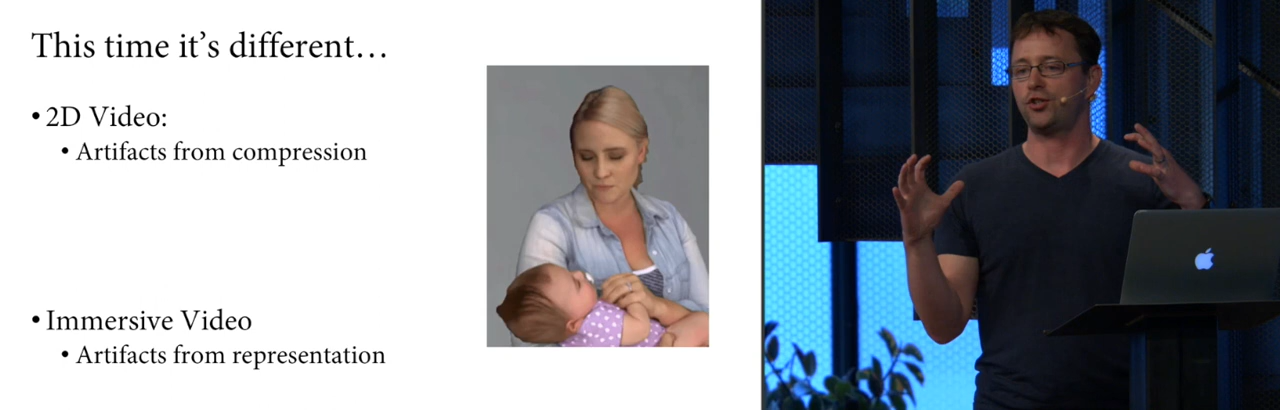 This time it's different…
• 2D Video:
• Artifacts from compression
• Immersive Video
• Artifacts from representation